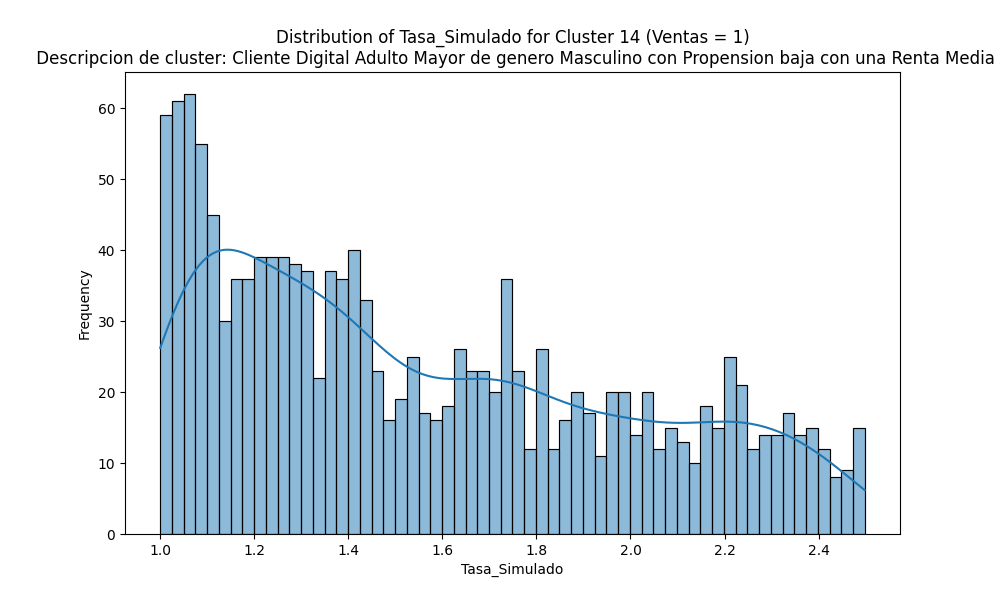 Distribution of Tasa_Simulado for Cluster 14 (Ventas = 1)
Descripcion de cluster: Cliente Digital Adulto Mayor de genero Masculino con Propension baja con una Renta Media
Frequency
60
50
40
30
20
10
0
1.0 1.2 1.4 1.6 1.8 2.0 2.2 2.4
Tasa_Simulado